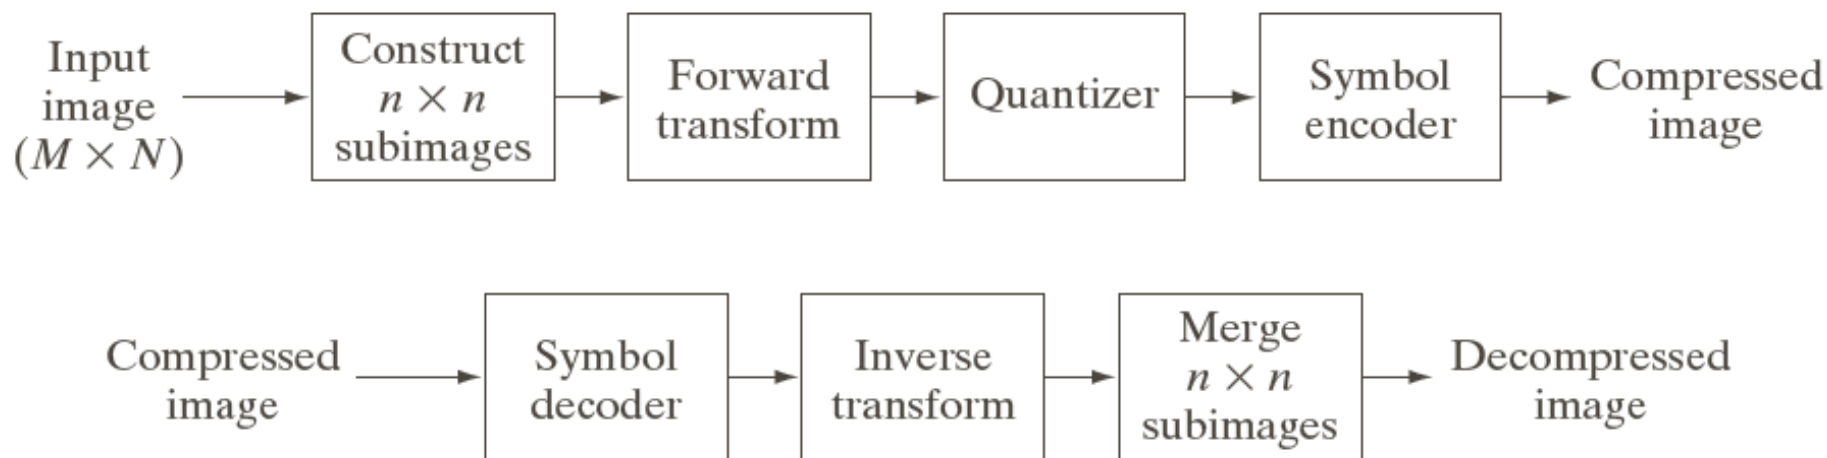 Input
image
(M × N)
Construct
n × n
subimages
Forward
transform
Quantizer
Symbol
encoder
Compressed
image
Compressed
image
Symbol
decoder
Inverse
transform
Merge
n × n
subimages
Decompressed
image